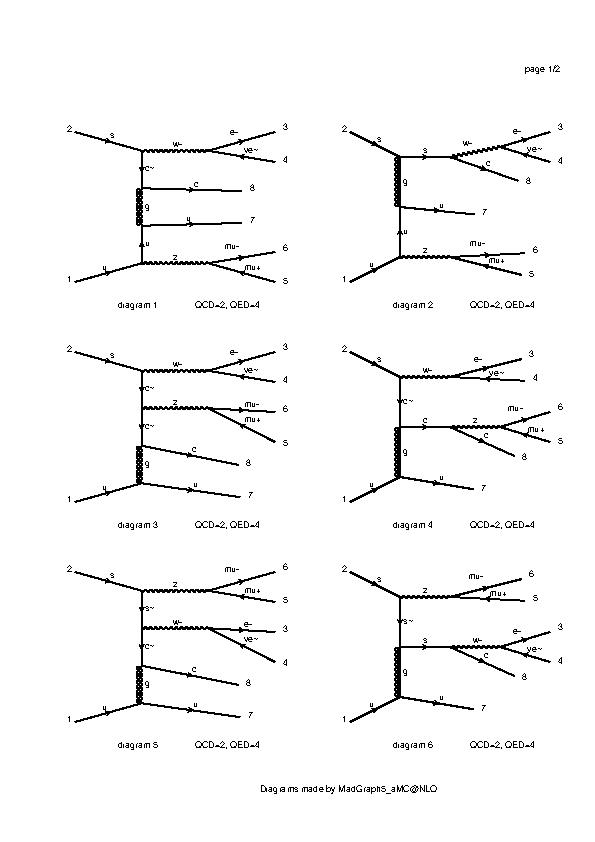 page 1/2
2 s w- e- 3
ve~ 4
c~
c 8
g
u 7
u
mu- 6
z
mu+
1 u 5
diagram 1 QCD=2, QED=4
2 s s w- e- 3
ve~ 4
c
8
g
u 7
u
mu- 6
z
mu+
1 u 5
diagram 2 QCD=2, QED=4
2 s w- e- 3
ve~ 4
c~
z mu- 6
mu+
c~ 5
c 8
g
1 u u 7
diagram 3 QCD=2, QED=4
2 s w- e- 3
ve~ 4
c~
mu- 6
c z
mu+
c 5
8
g
1 u u 7
diagram 4 QCD=2, QED=4
2 s z mu- 6
mu+ 5
s~
w- e- 3
ve~
c~ 4
c 8
g
1 u u 7
diagram 5 QCD=2, QED=4
2 s z mu- 6
mu+ 5
s~
e- 3
s w-
ve~
c 4
8
g
1 u u 7
diagram 6 QCD=2, QED=4
Diagrams made by MadGraph5_aMC@NLO